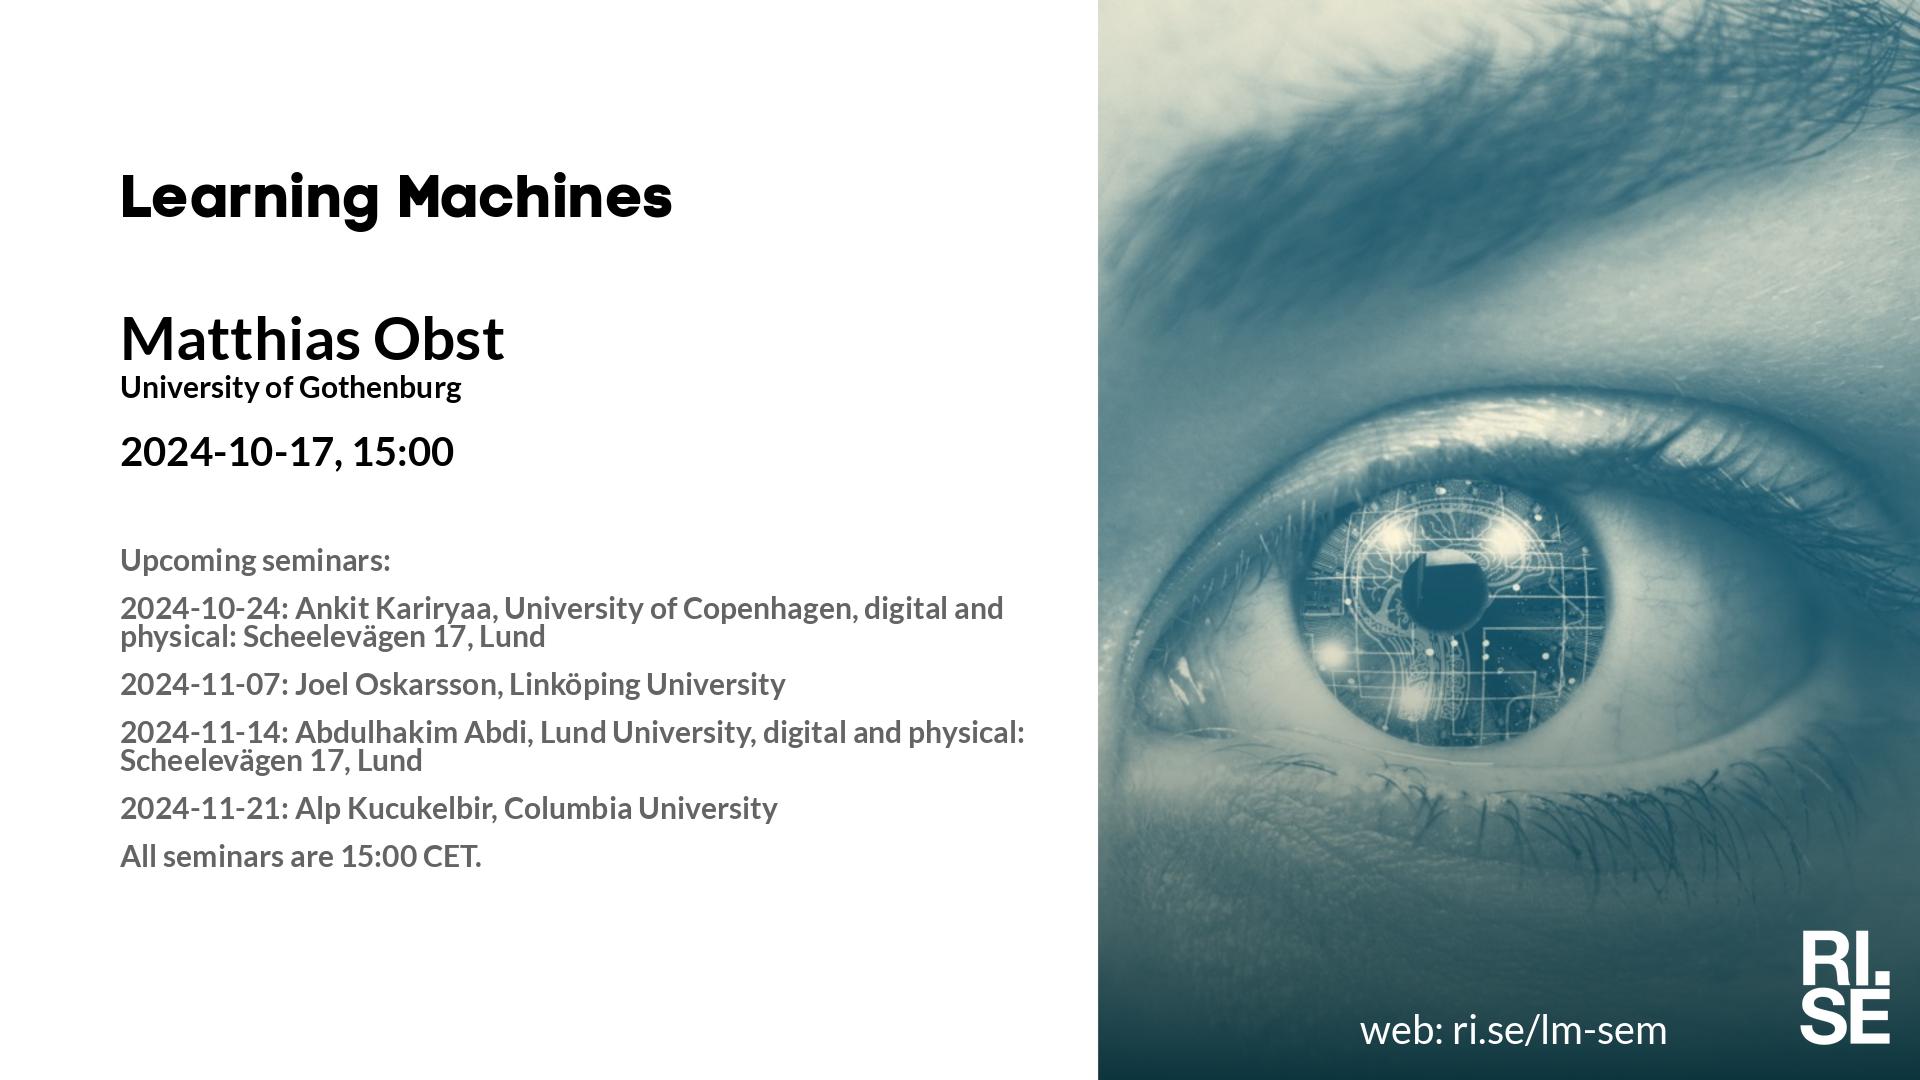 Learning Machines
Matthias Obst
University of Gothenburg
2024-10-17, 15:00
Upcoming seminars:
2024-10-24: Ankit Kariryaa, University of Copenhagen, digital and
physical: Scheelevägen 17, Lund
2024-11-07: Joel Oskarsson, Linköping University
2024-11-14: Abdulhakim Abdi, Lund University, digital and physical:
Scheelevägen 17, Lund
2024-11-21: Alp Kucukelbir, Columbia University
All seminars are 15:00 CET.
web: ri.se/lm-sem
RI.
SE